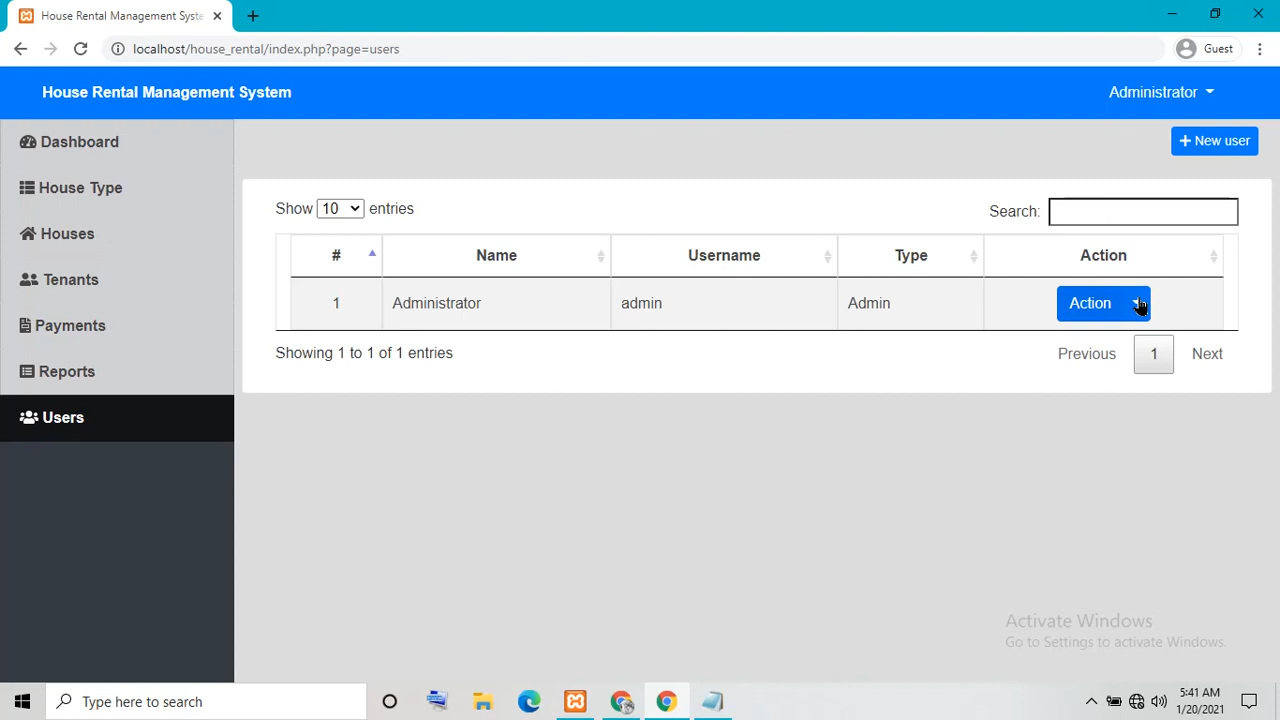 House Rental Management Syste
localhost/house_rental/index.php?page=users
Guest
House Rental Management System
Administrator
Dashboard
House Type
Houses
Tenants
Payments
Reports
Users
+ New user
Show 10 entries
Search:
# Name Username Type Action
1 Administrator admin Admin Action
Showing 1 to 1 of 1 entries
Previous 1 Next
Activate Windows
Go to Settings to activate Windows.
Type here to search
5:41 AM
1/20/2021